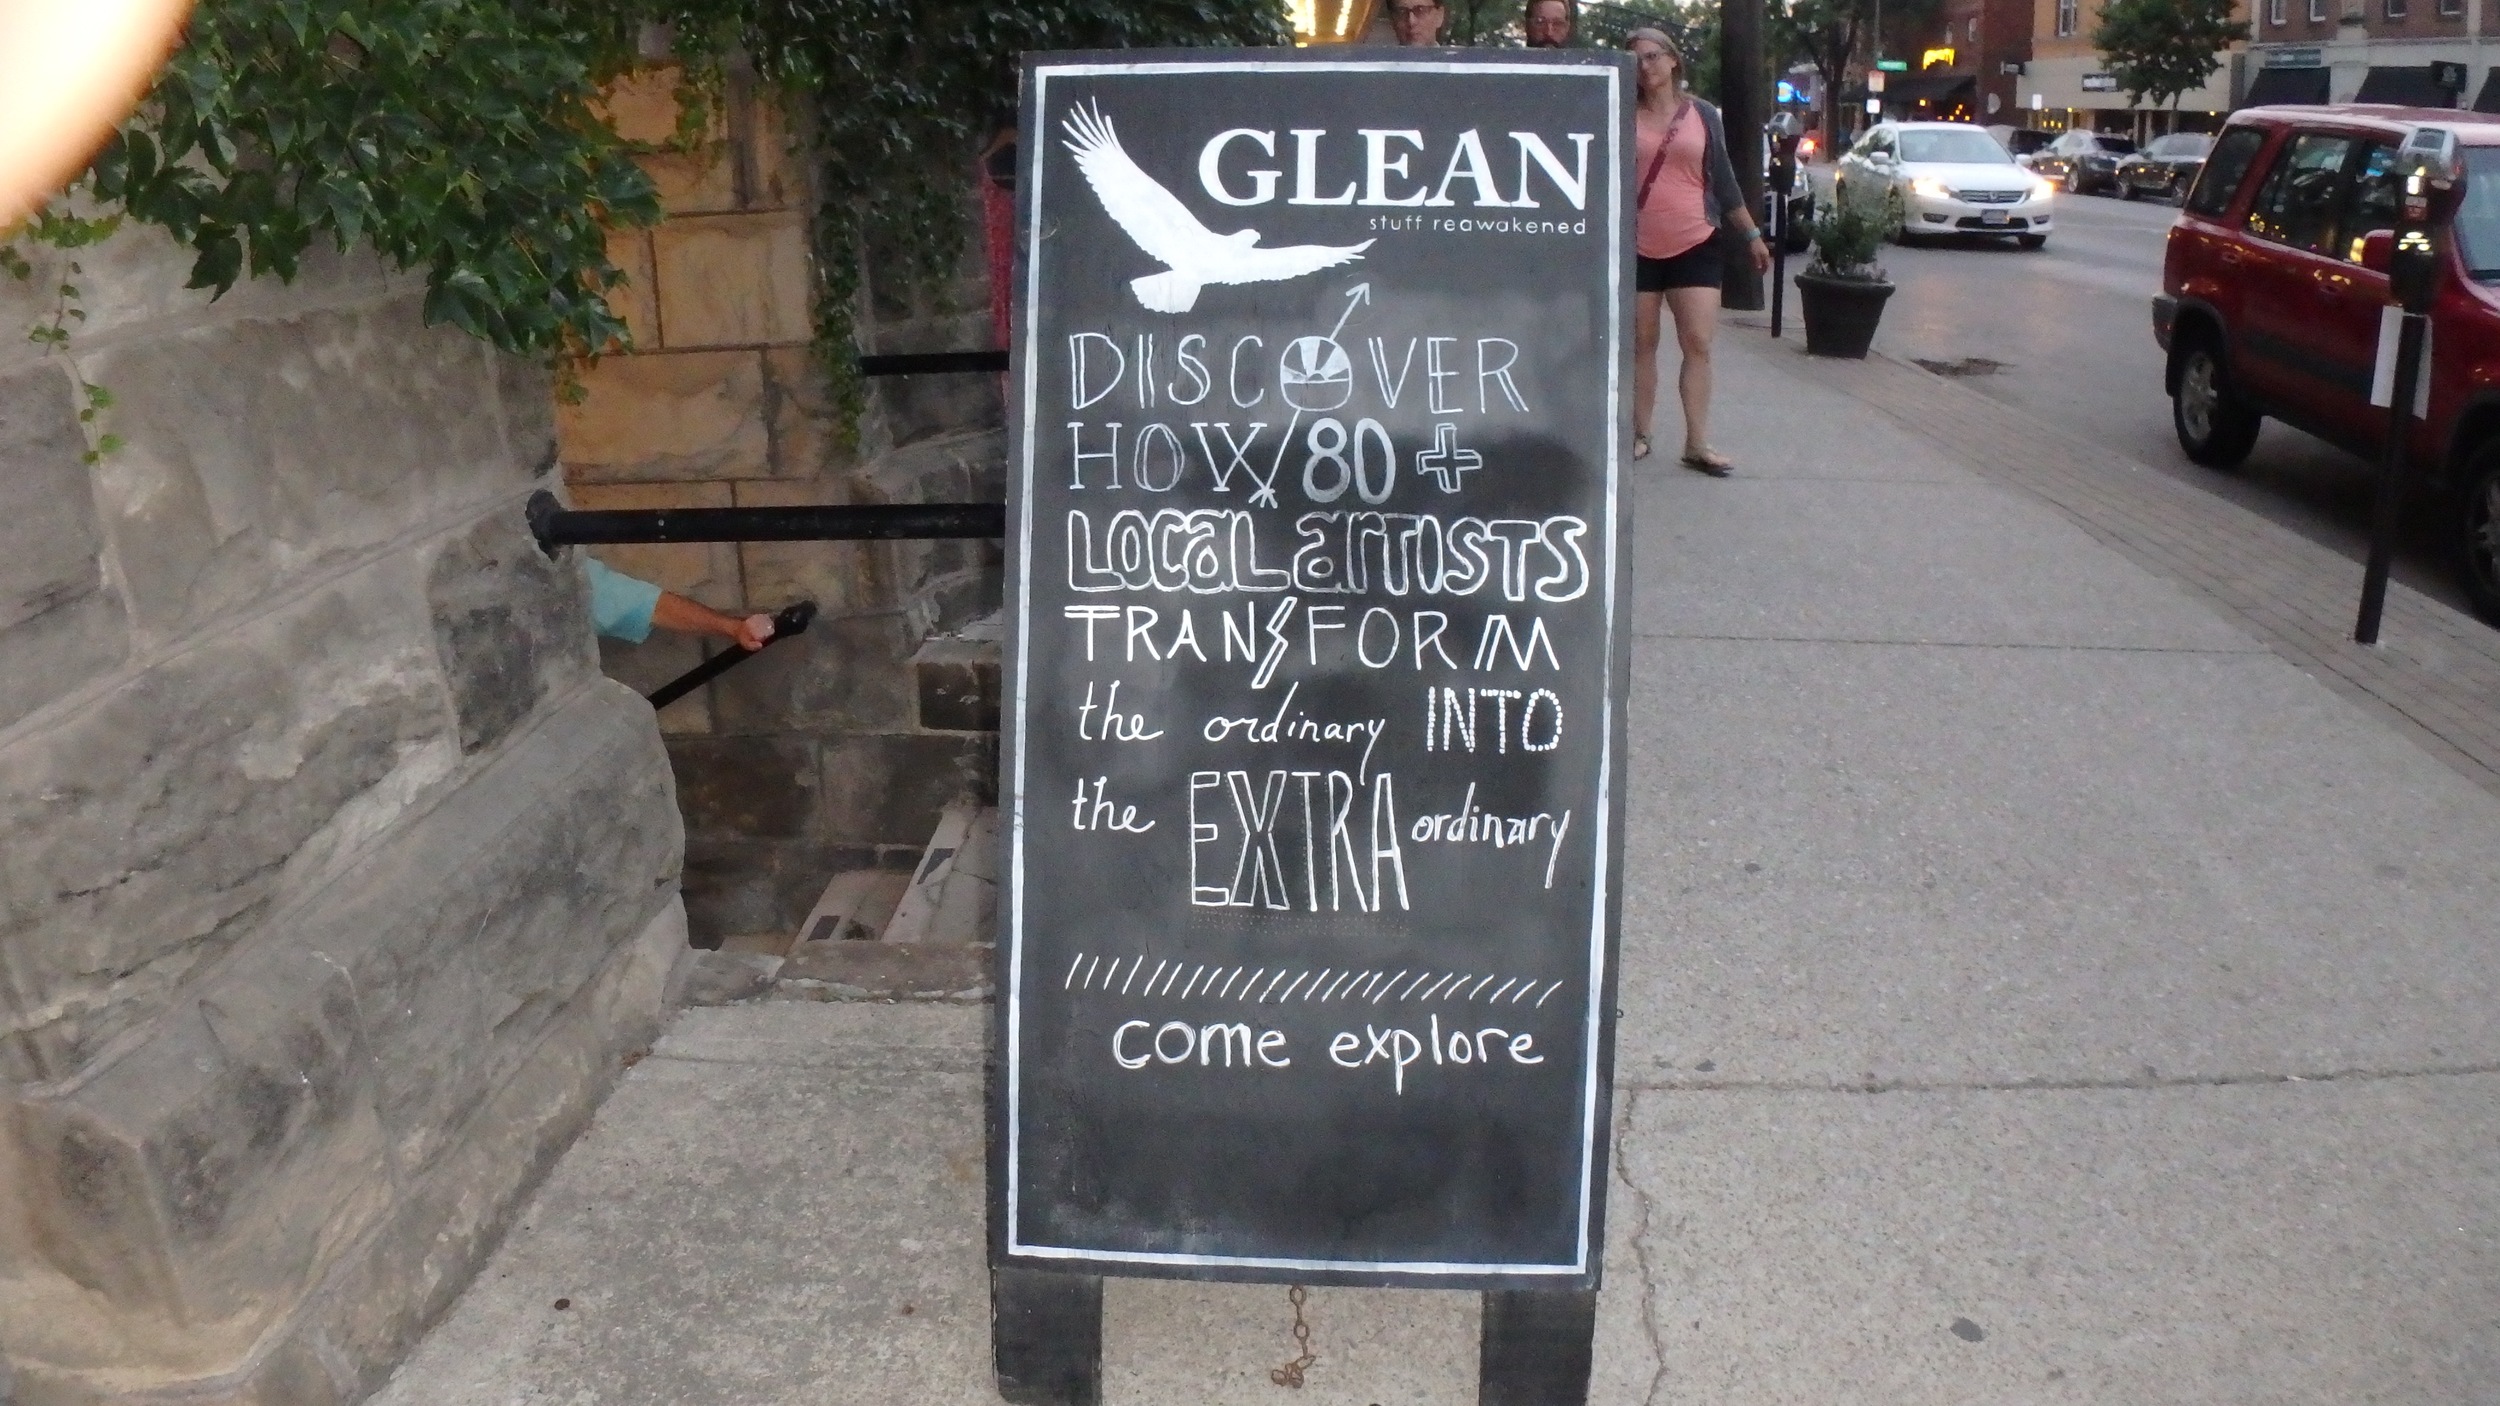 GLEAN
stuff reawakened
DISCOVER
HOW 80+
LOCaL arTISTS
TRANSFORM
the ordinary INTO
the EXTRA ordinary
come explore